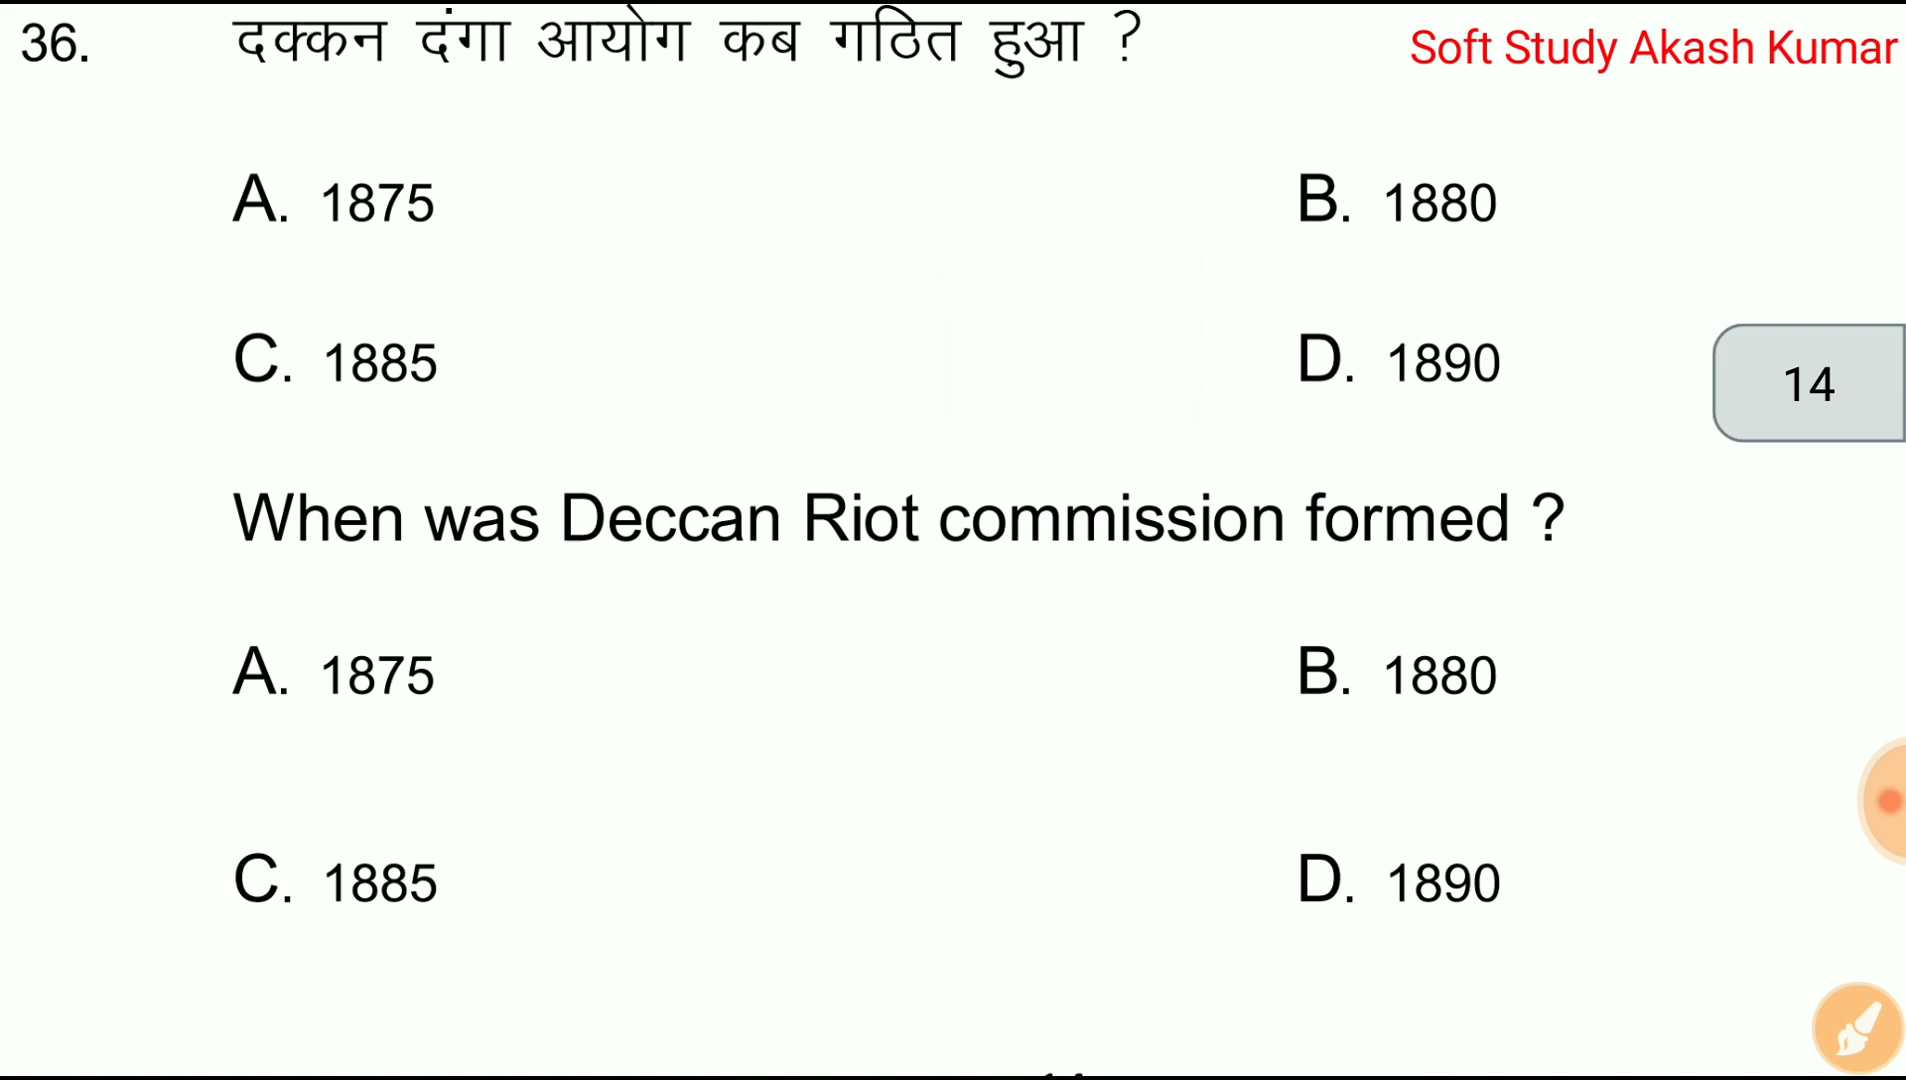 36. दक्कन दंगा आयोग कब गठित हुआ ? Soft Study Akash Kumar
A. 1875 B. 1880
C. 1885 D. 1890
14
When was Deccan Riot commission formed ?
A. 1875 B. 1880
C. 1885 D. 1890